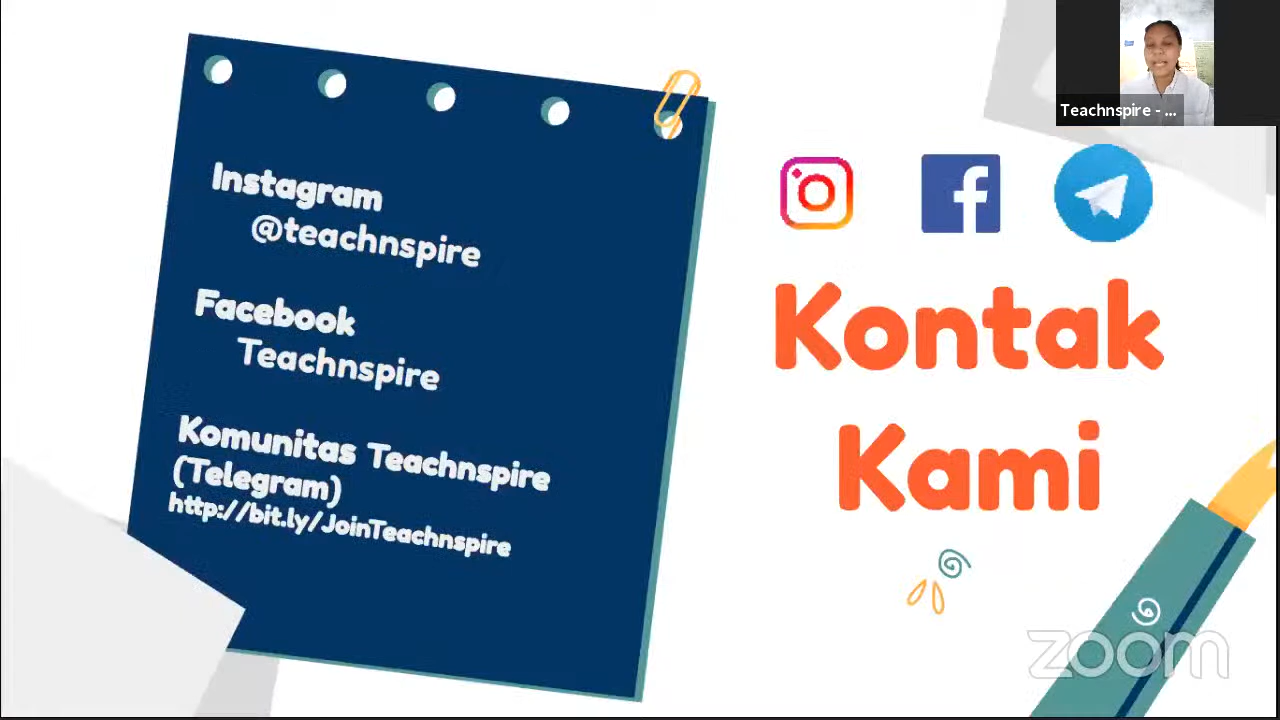 Teachnspire - ...
Instagram
@teachnspire
Facebook
Teachnspire
Komunitas Teachnspire
(Telegram)
http://bit.ly/JoinTeachnspire
Kontak
Kami
zoom